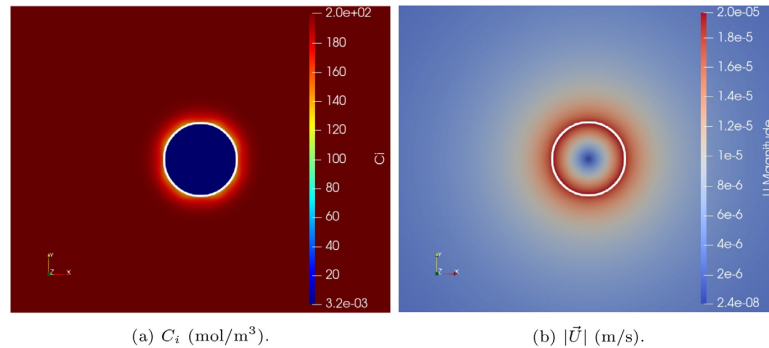 2.0e+02
180
160
140
120
100
80
60
40
20
3.2e-03
Ci
Y
Z X
2.0e-05
1.8e-5
1.6e-5
1.4e-5
1.2e-5
1e-5
8e-6
6e-6
4e-6
2e-6
2.4e-08
U Magnitude
Y
Z X
(a) C_i (mol/m³).
(b) |U⃗| (m/s).